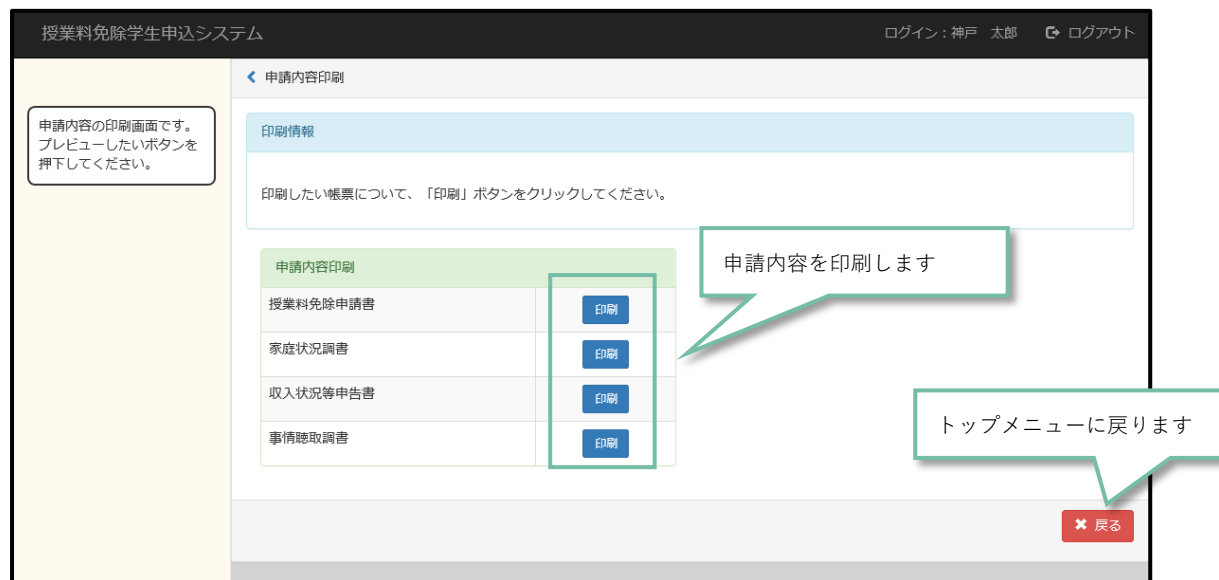 授業料免除学生申込システム
ログイン：神戸　太郎
ログアウト
申請内容印刷
申請内容の印刷画面です。
プレビューしたいボタンを
押下してください。
印刷情報
印刷したい帳票について、「印刷」ボタンをクリックしてください。
申請内容を印刷します
申請内容印刷
授業料免除申請書
印刷
家庭状況調書
印刷
収入状況等申告書
印刷
事情聴取調書
印刷
トップメニューに戻ります
戻る